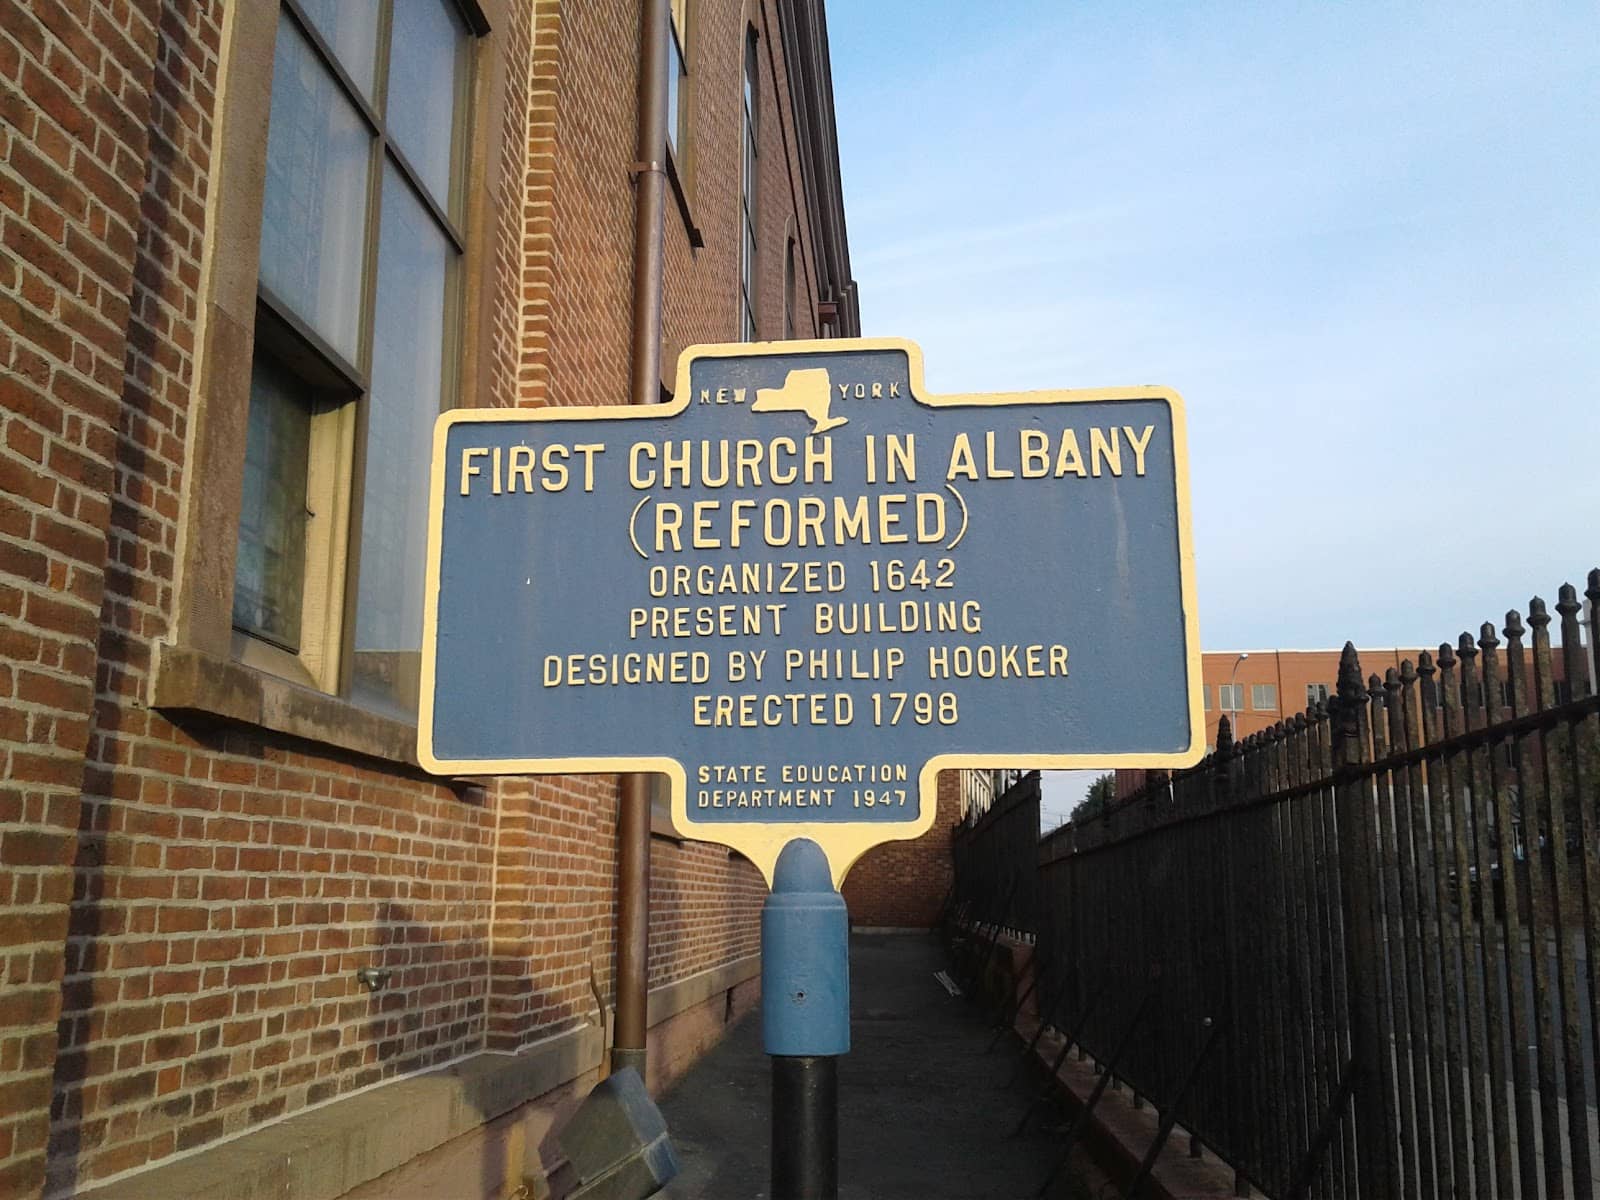 NEW YORK
FIRST CHURCH IN ALBANY
(REFORMED)
ORGANIZED 1642
PRESENT BUILDING
DESIGNED BY PHILIP HOOKER
ERECTED 1798
STATE EDUCATION
DEPARTMENT 1947